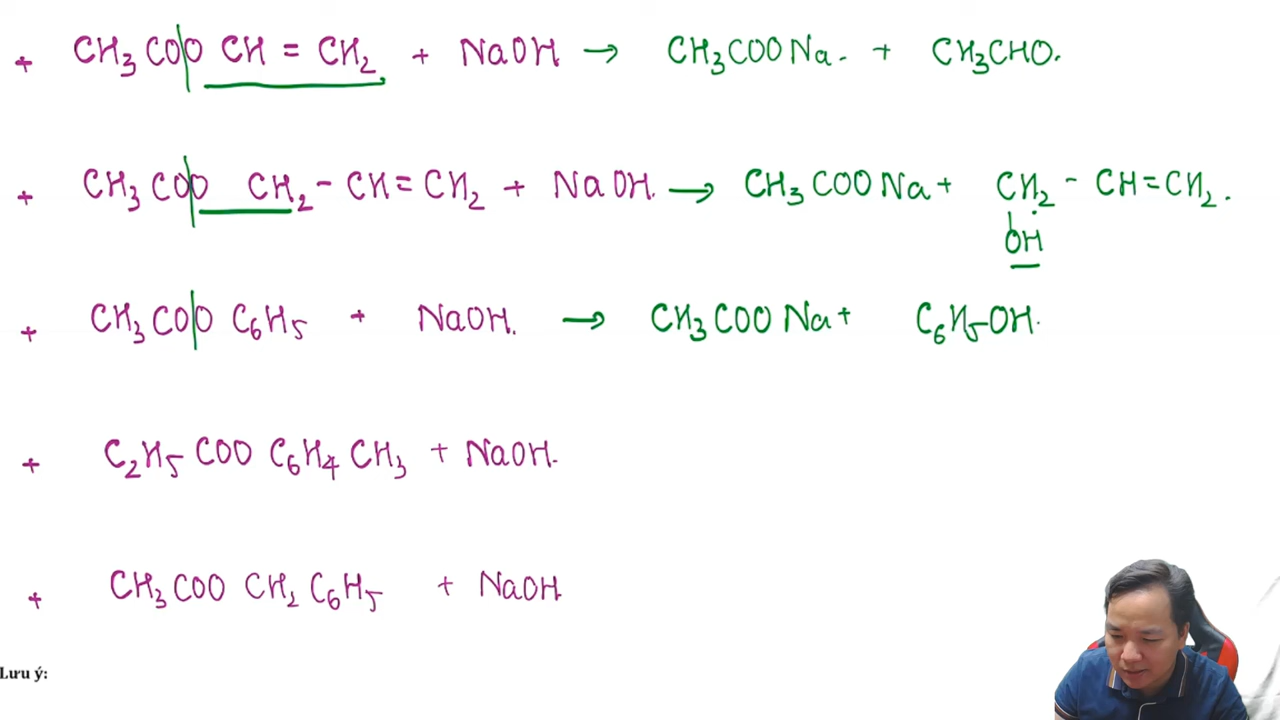 + CH3COO CH = CH2 + NaOH → CH3COONa. + CH3CHO.
+ CH3COO CH2 - CH = CH2 + NaOH. → CH3COONa + CH2 - CH = CH2.
OH
+ CH3COO C6H5 + NaOH. → CH3COONa + C6H5-OH.
+ C2H5COO C6H4 CH3 + NaOH.
+ CH3COO CH2 C6H5 + NaOH
Lưu ý: